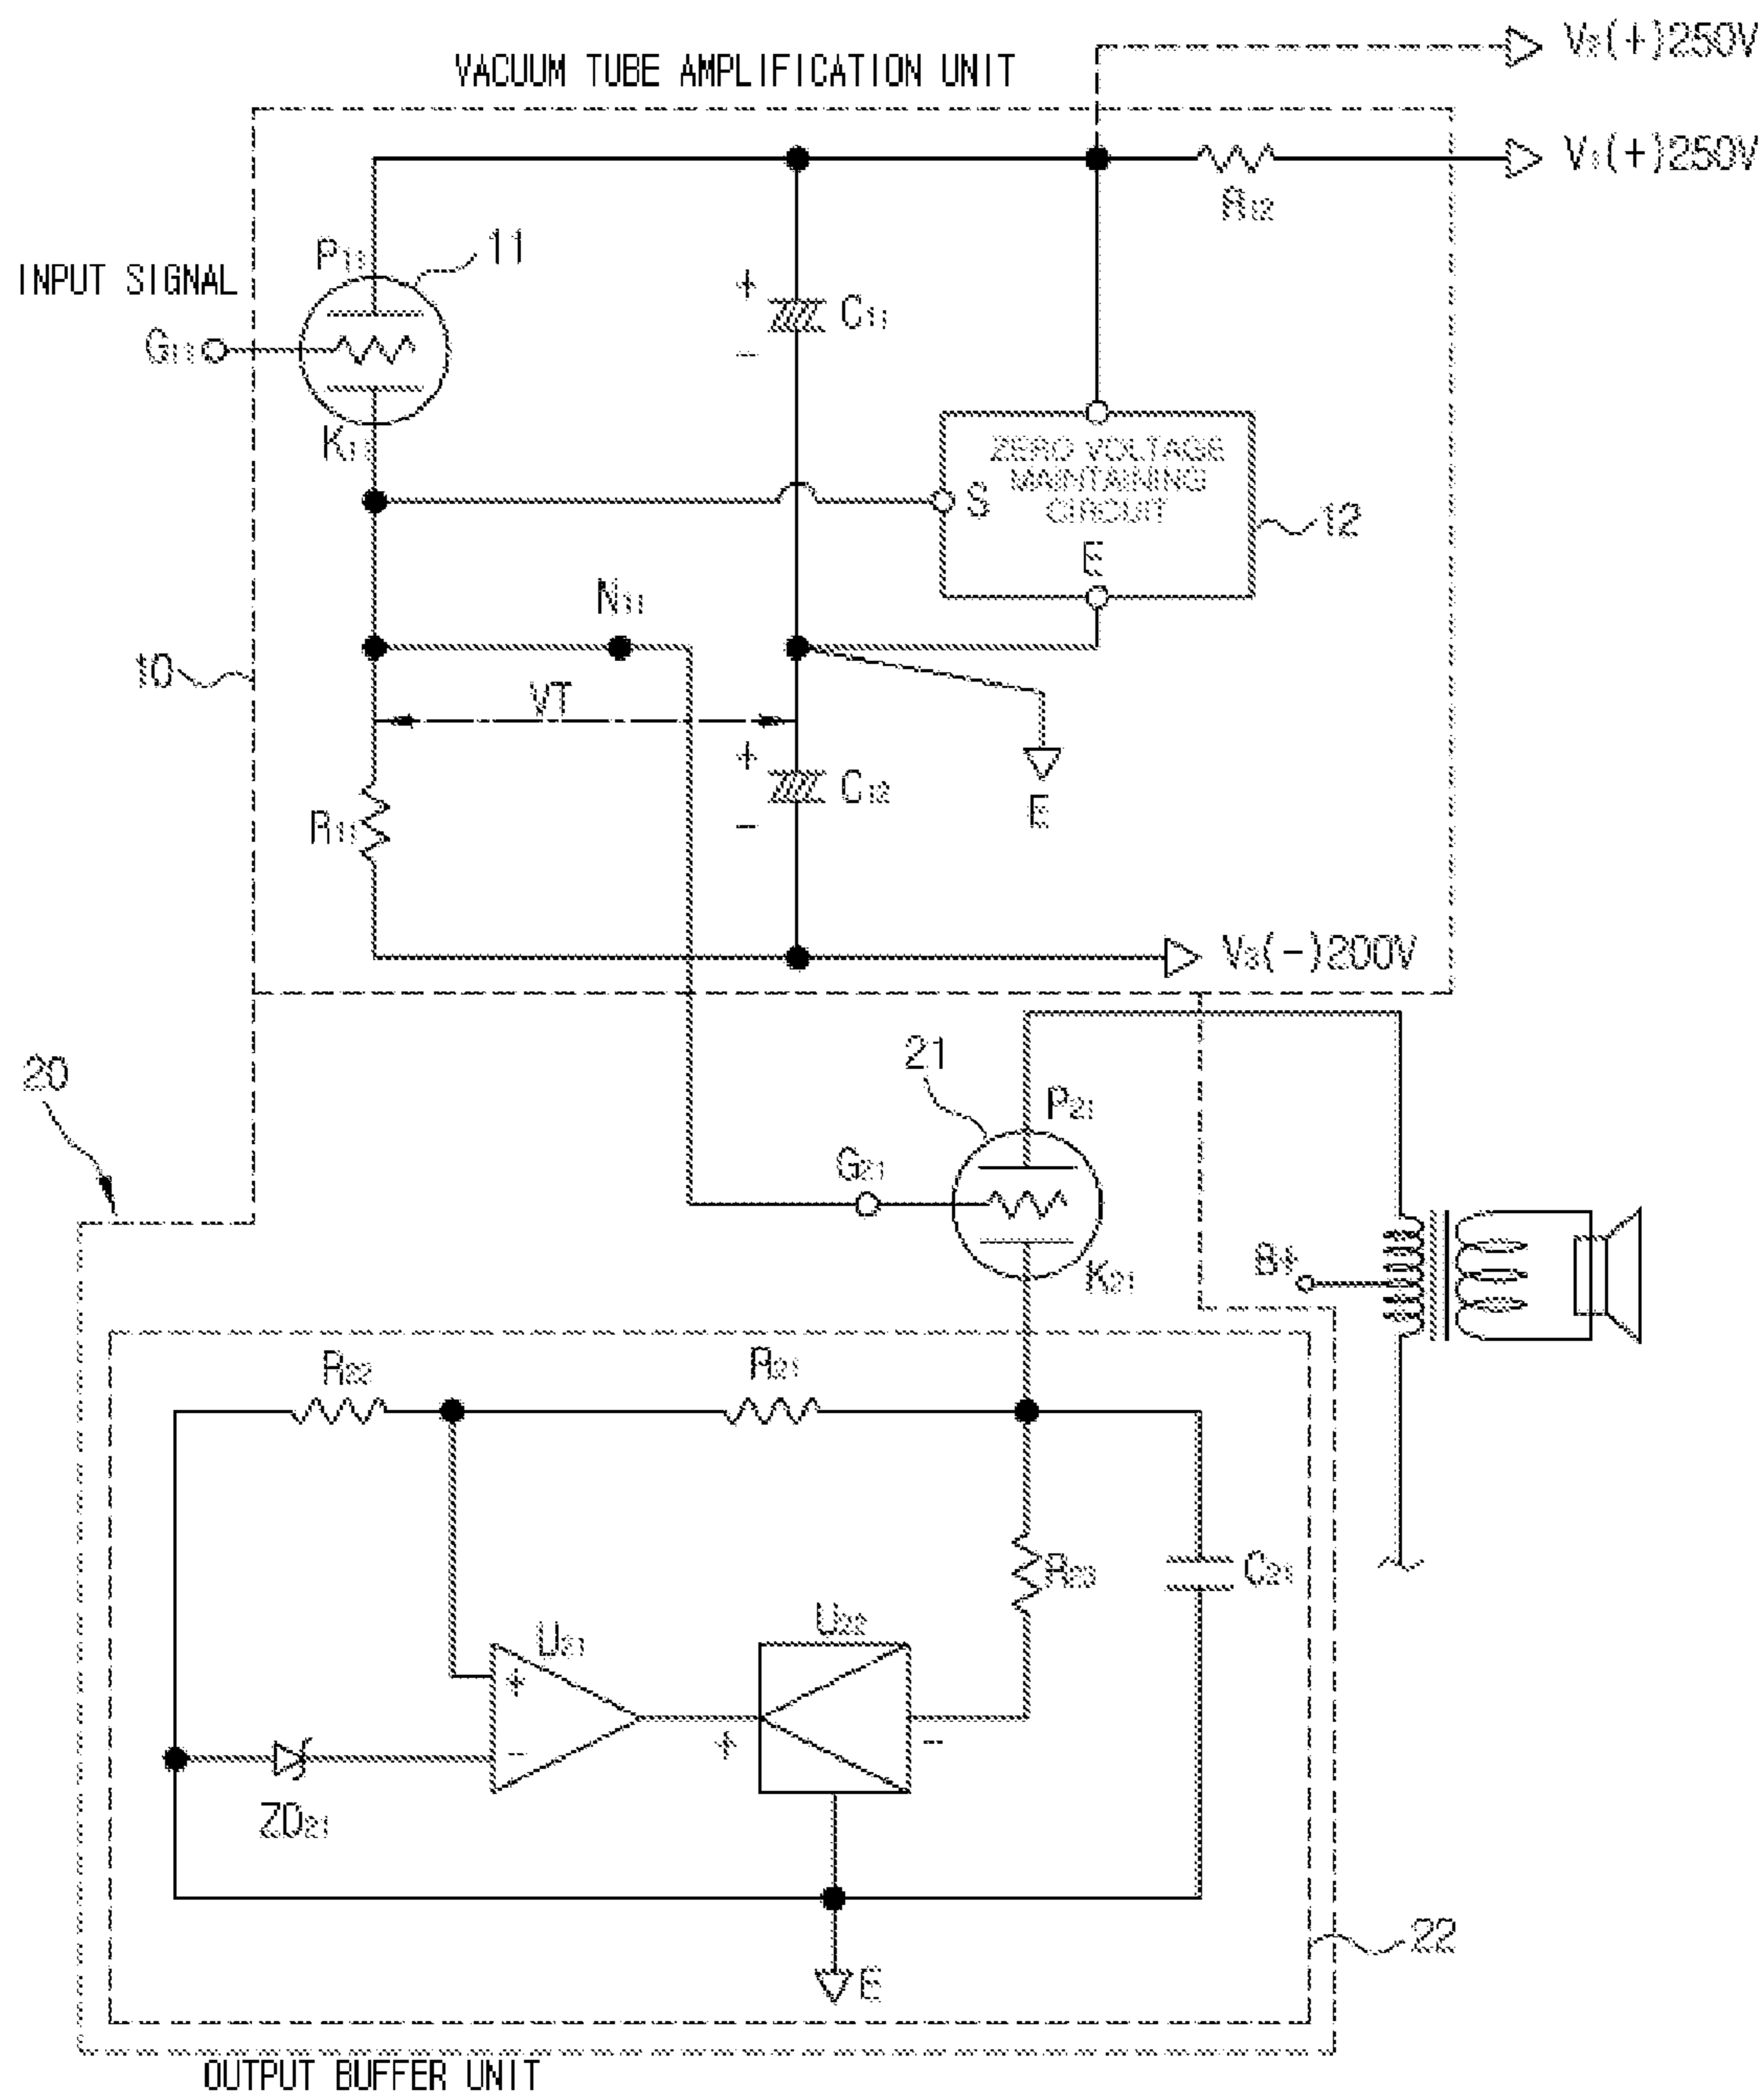 V₂(+)250V
VACUUM TUBE AMPLIFICATION UNIT
V₁(+)250V
R₁₂
P₁₁
11
INPUT SIGNAL
G₁₁
K₁₁
+
C₁₁
-
ZERO VOLTAGE
MAINTAINING
CIRCUIT
S
12
E
N₁₁
10
VT
+
C₁₂
-
R₁₁
E
V₃(-)200V
20
21
P₂₁
G₂₁
K₂₁
B+
R₂₂
R₂₁
R₂₃
C₂₁
U₂₁
U₂₂
+
-
+
-
ZD₂₁
22
E
OUTPUT BUFFER UNIT